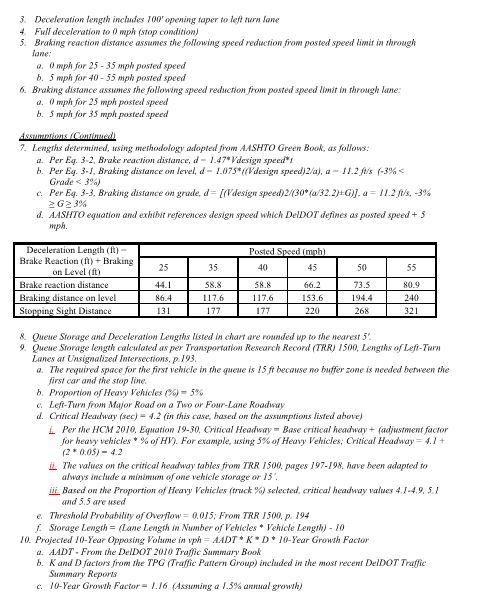 3. Deceleration length includes 100' opening taper to left turn lane
4. Full deceleration to 0 mph (stop condition)
5. Braking reaction distance assumes the following speed reduction from posted speed limit in through
lane:
a. 0 mph for 25 - 35 mph posted speed
b. 5 mph for 40 - 55 mph posted speed
6. Braking distance assumes the following speed reduction from posted speed limit in through lane:
a. 0 mph for 25 mph posted speed
b. 5 mph for 35 mph posted speed
Assumptions (Continued)
7. Lengths determined, using methodology adopted from AASHTO Green Book, as follows:
a. Per Eq. 3-2, Brake reaction distance, d = 1.47*Vdesign speed*t
b. Per Eq. 3-1, Braking distance on level, d = 1.075*((Vdesign speed)2/a), a = 11.2 ft/s (-3% <
Grade < 3%)
c. Per Eq. 3-3, Braking distance on grade, d = [(Vdesign speed)2/(30*(a/32.2)±G)], a = 11.2 ft/s, -3%
≥ G ≥ 3%
d. AASHTO equation and exhibit references design speed which DelDOT defines as posted speed + 5
mph.
Deceleration Length (ft) = Posted Speed (mph)
Brake Reaction (ft) + Braking
on Level (ft) 25 35 40 45 50 55
Brake reaction distance 44.1 58.8 58.8 66.2 73.5 80.9
Braking distance on level 86.4 117.6 117.6 153.6 194.4 240
Stopping Sight Distance 131 177 177 220 268 321
8. Queue Storage and Deceleration Lengths listed in chart are rounded up to the nearest 5'.
9. Queue Storage length calculated as per Transportation Research Record (TRR) 1500, Lengths of Left-Turn
Lanes at Unsignalized Intersections, p.193.
a. The required space for the first vehicle in the queue is 15 ft because no buffer zone is needed between the
first car and the stop line.
b. Proportion of Heavy Vehicles (%) = 5%
c. Left-Turn from Major Road on a Two or Four-Lane Roadway
d. Critical Headway (sec) = 4.2 (in this case, based on the assumptions listed above)
i. Per the HCM 2010, Equation 19-30, Critical Headway = Base critical headway + (adjustment factor
for heavy vehicles * % of HV). For example, using 5% of Heavy Vehicles; Critical Headway = 4.1 +
(2 * 0.05) = 4.2
ii. The values on the critical headway tables from TRR 1500, pages 197-198, have been adapted to
always include a minimum of one vehicle storage or 15'.
iii. Based on the Proportion of Heavy Vehicles (truck %) selected, critical headway values 4.1-4.9, 5.1
and 5.5 are used
e. Threshold Probability of Overflow = 0.015; From TRR 1500, p. 194
f. Storage Length = (Lane Length in Number of Vehicles * Vehicle Length) - 10
10. Projected 10-Year Opposing Volume in vph = AADT * K * D * 10-Year Growth Factor
a. AADT - From the DelDOT 2010 Traffic Summary Book
b. K and D factors from the TPG (Traffic Pattern Group) included in the most recent DelDOT Traffic
Summary Reports
c. 10-Year Growth Factor = 1.16 (Assuming a 1.5% annual growth)